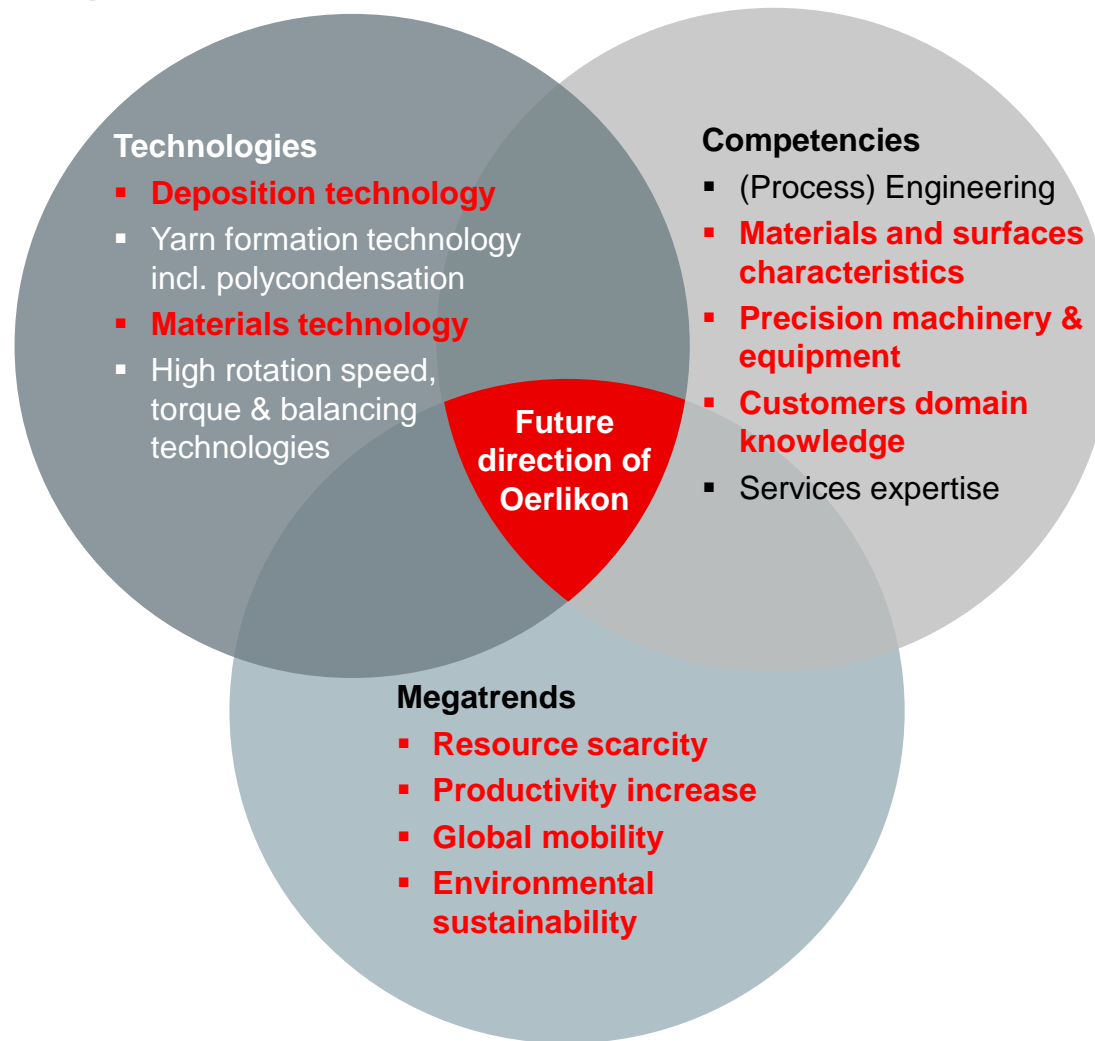 Technologies
▪ Deposition technology
▪ Yarn formation technology
incl. polycondensation
▪ Materials technology
▪ High rotation speed,
torque & balancing
technologies
Competencies
▪ (Process) Engineering
▪ Materials and surfaces
characteristics
▪ Precision machinery &
equipment
▪ Customers domain
knowledge
▪ Services expertise
Future
direction of
Oerlikon
Megatrends
▪ Resource scarcity
▪ Productivity increase
▪ Global mobility
▪ Environmental
sustainability